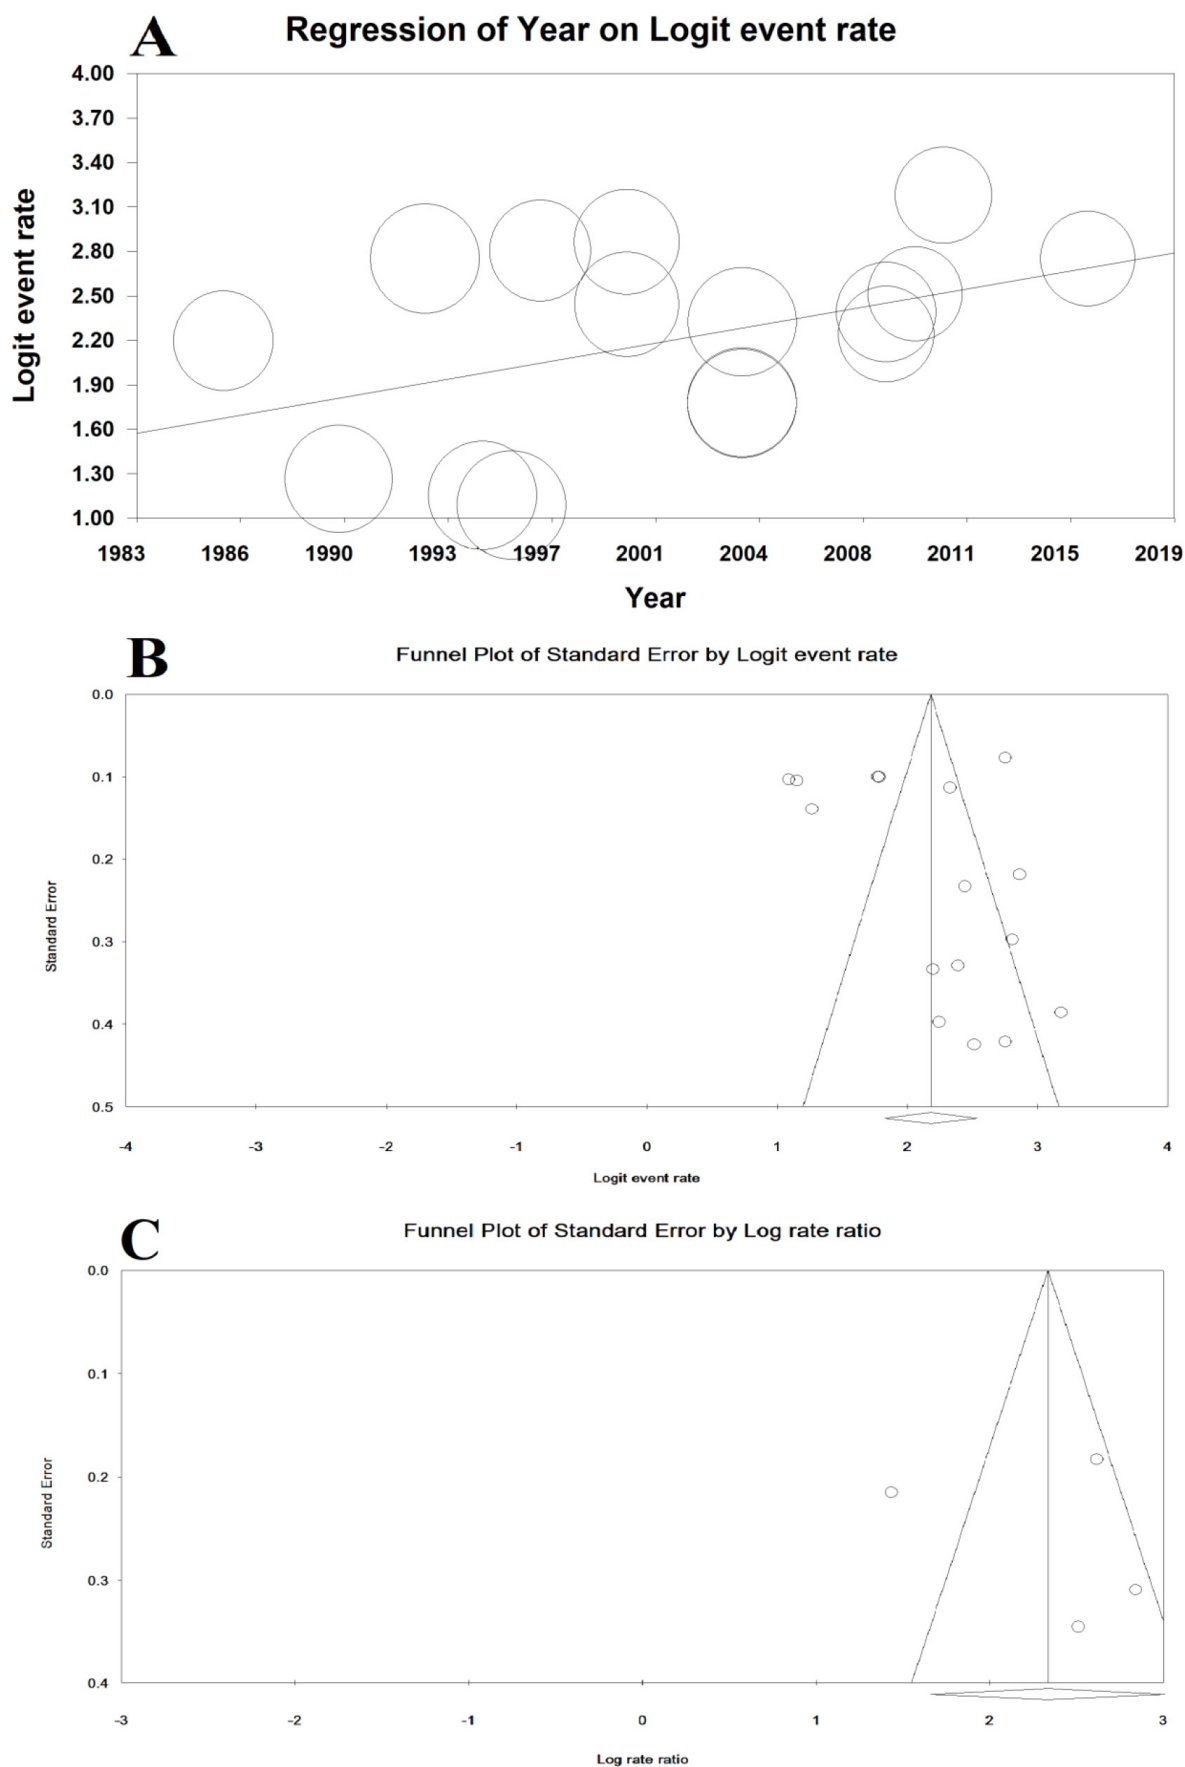 A
Regression of Year on Logit event rate
4.00
3.70
3.40
3.10
2.80
2.50
2.20
1.90
1.60
1.30
1.00
Logit event rate
1983 1986 1990 1993 1997 2001 2004 2008 2011 2015 2019
Year
B
Funnel Plot of Standard Error by Logit event rate
0.0
0.1
0.2
0.3
0.4
0.5
Standard Error
-4 -3 -2 -1 0 1 2 3 4
Logit event rate
C
Funnel Plot of Standard Error by Log rate ratio
0.0
0.1
0.2
0.3
0.4
Standard Error
-3 -2 -1 0 1 2 3
Log rate ratio